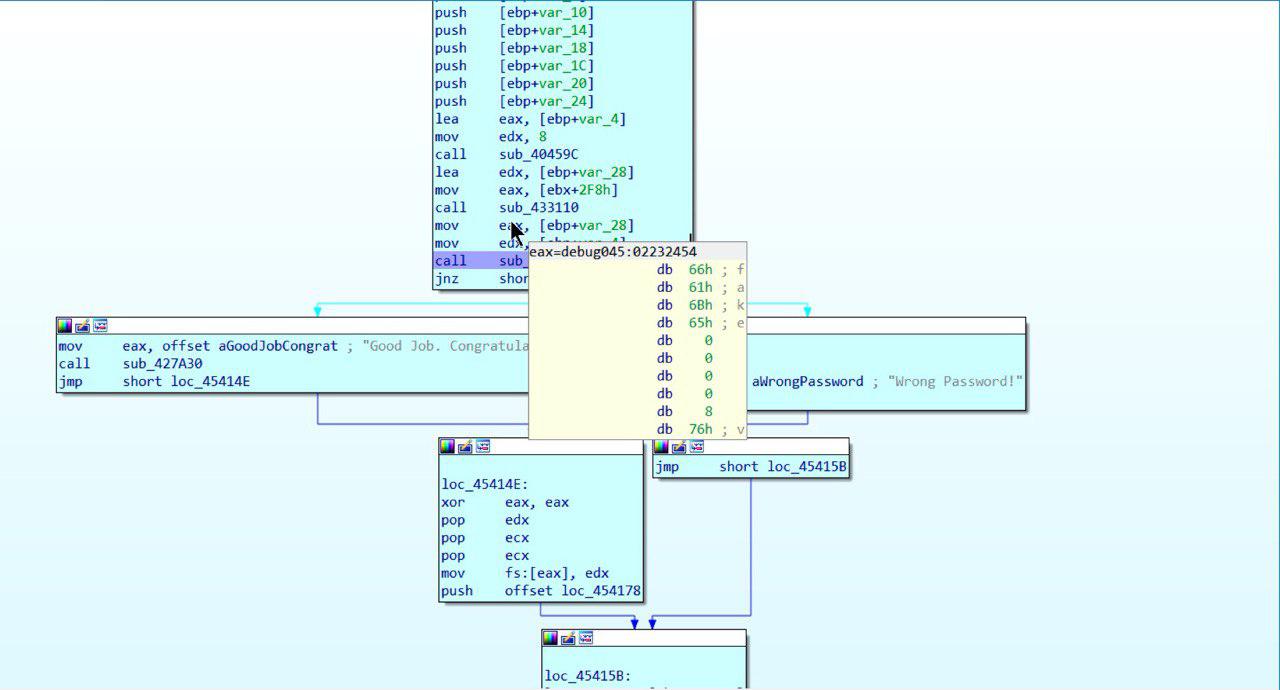 push [ebp+var_10]
push [ebp+var_14]
push [ebp+var_18]
push [ebp+var_1C]
push [ebp+var_20]
push [ebp+var_24]
lea eax, [ebp+var_4]
mov edx, 8
call sub_40459C
lea edx, [ebp+var_28]
mov eax, [ebx+2F8h]
call sub_433110
mov eax, [ebp+var_28]
mov edx,
call sub_
jnz shor
eax=debug045:02232454
db 66h ; f
db 61h ; a
db 6Bh ; k
db 65h ; e
db 0
db 0
db 0
db 0
db 8
db 76h ; v
mov eax, offset aGoodJobCongrat ; "Good Job. Congratula
call sub_427A30
jmp short loc_45414E
aWrongPassword ; "Wrong Password!"
loc_45414E:
xor eax, eax
pop edx
pop ecx
pop ecx
mov fs:[eax], edx
push offset loc_454178
jmp short loc_45415B
loc_45415B: